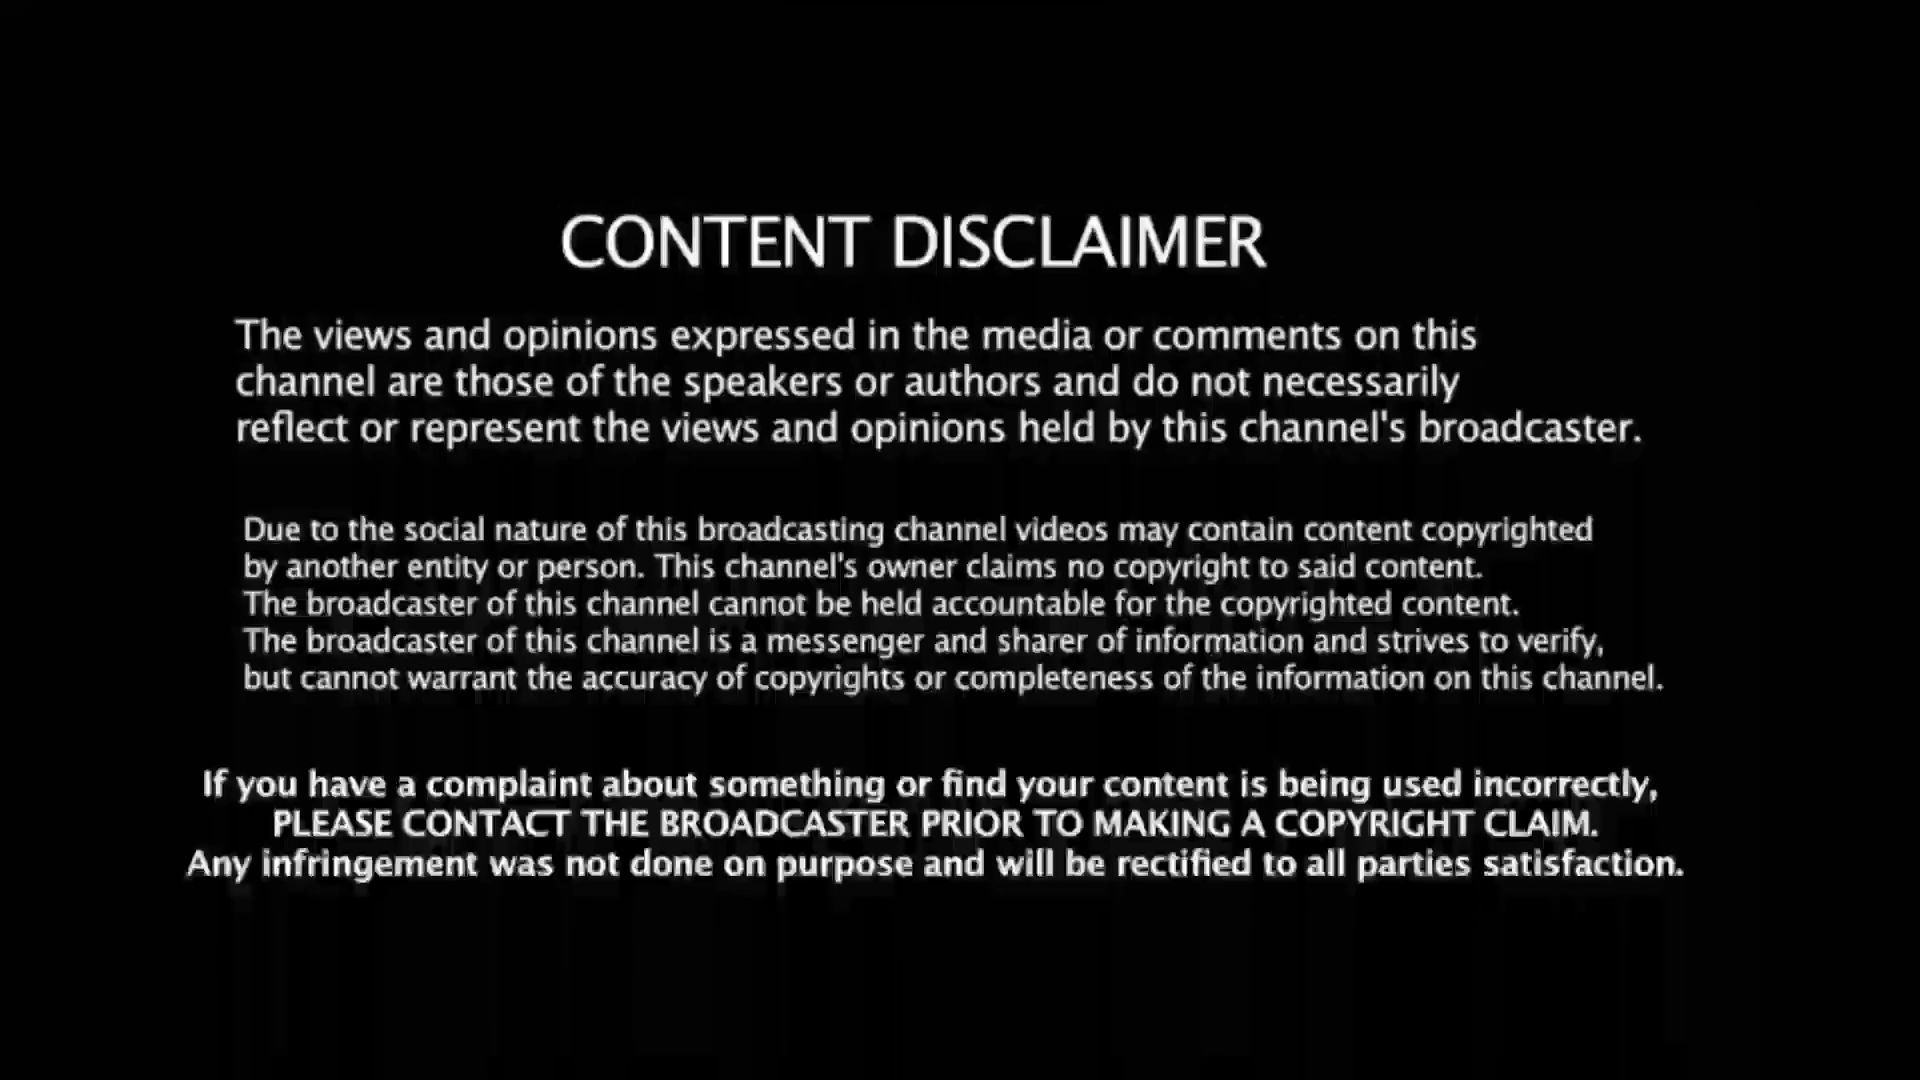 CONTENT DISCLAIMER
The views and opinions expressed in the media or comments on this
channel are those of the speakers or authors and do not necessarily
reflect or represent the views and opinions held by this channel's broadcaster.
Due to the social nature of this broadcasting channel videos may contain content copyrighted
by another entity or person. This channel's owner claims no copyright to said content.
The broadcaster of this channel cannot be held accountable for the copyrighted content.
The broadcaster of this channel is a messenger and sharer of information and strives to verify,
but cannot warrant the accuracy of copyrights or completeness of the information on this channel.
If you have a complaint about something or find your content is being used incorrectly,
PLEASE CONTACT THE BROADCASTER PRIOR TO MAKING A COPYRIGHT CLAIM.
Any infringement was not done on purpose and will be rectified to all parties satisfaction.